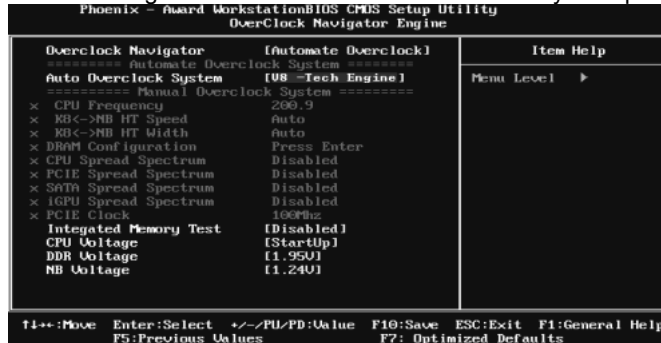 Phoenix - Award WorkstationBIOS CMOS Setup Utility
OverClock Navigator Engine
Overclock Navigator [Automate Overclock] Item Help
========= Automate Overclock System ========
Auto Overclock System [V8 -Tech Engine] Menu Level ▸
========== Manual Overclock System =========
x CPU Frequency 200.9
x K8<->NB HT Speed Auto
x K8<->NB HT Width Auto
x DRAM Configuration Press Enter
x CPU Spread Spectrum Disabled
x PCIE Spread Spectrum Disabled
x SATA Spread Spectrum Disabled
x iGPU Spread Spectrum Disabled
x PCIE Clock 100Mhz
Integated Memory Test [Disabled]
CPU Voltage [StartUp]
DDR Voltage [1.95V]
NB Voltage [1.24V]
↑↓→←:Move Enter:Select +/-/PU/PD:Value F10:Save ESC:Exit F1:General Help
F5:Previous Values F7: Optimized Defaults